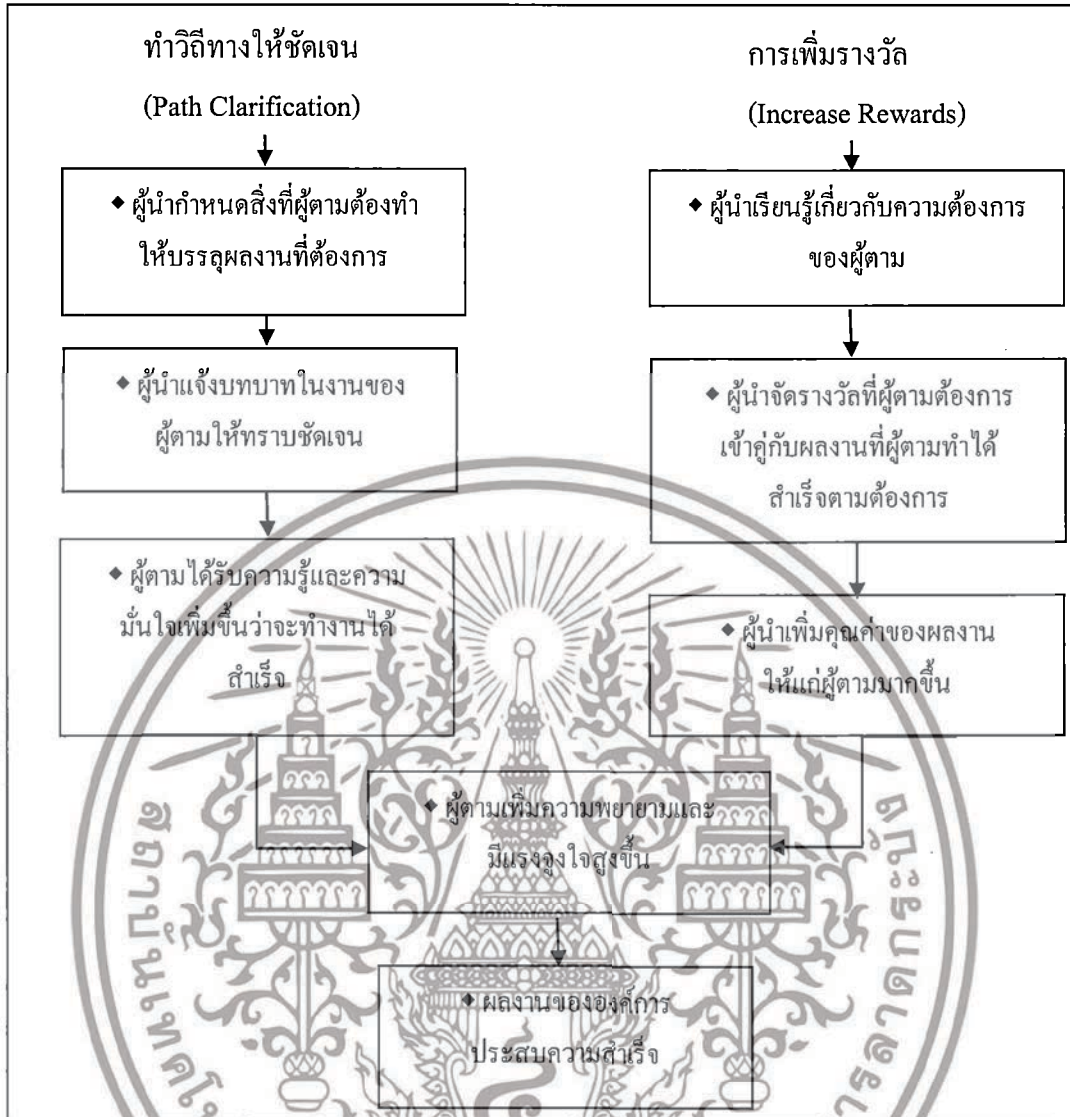 ทำวิถีทางให้ชัดเจน
(Path Clarification)
◆ ผู้นำกำหนดสิ่งที่ผู้ตามต้องทำ
ให้บรรลุผลงานที่ต้องการ
◆ ผู้นำแจ้งบทบาทในงานของ
ผู้ตามให้ทราบชัดเจน
◆ ผู้ตามได้รับความรู้และความ
มั่นใจเพิ่มขึ้นว่าจะทำงานได้
สำเร็จ
การเพิ่มรางวัล
(Increase Rewards)
◆ ผู้นำเรียนรู้เกี่ยวกับความต้องการ
ของผู้ตาม
◆ ผู้นำจัดรางวัลที่ผู้ตามต้องการ
เข้าคู่กับผลงานที่ผู้ตามทำได้
สำเร็จตามต้องการ
◆ ผู้นำเพิ่มคุณค่าของผลงาน
ให้แก่ผู้ตามมากขึ้น
◆ ผู้ตามเพิ่มความพยายามและ
มีแรงจูงใจสูงขึ้น
◆ ผลงานขององค์การ
ประสบความสำเร็จ